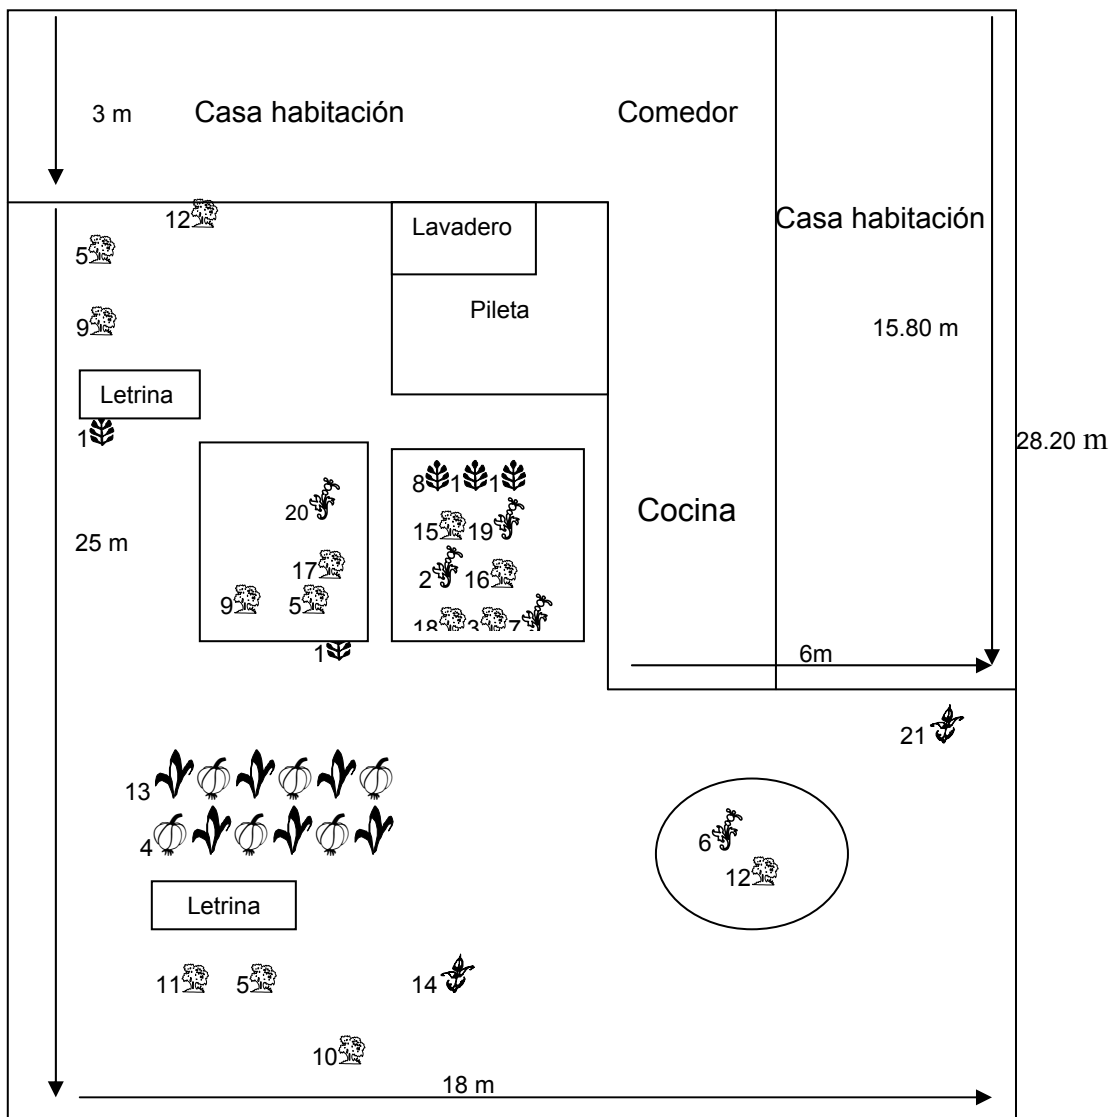 3 m
Casa habitación
Comedor
12
Lavadero
Casa habitación
5
Pileta
9
15.80 m
Letrina
1
28.20 m
8 1 1
20
Cocina
15 19
25 m
17
2 16
9 5
18 3 7
1
6m
21
13
6
4
12
Letrina
11 5
14
10
18 m